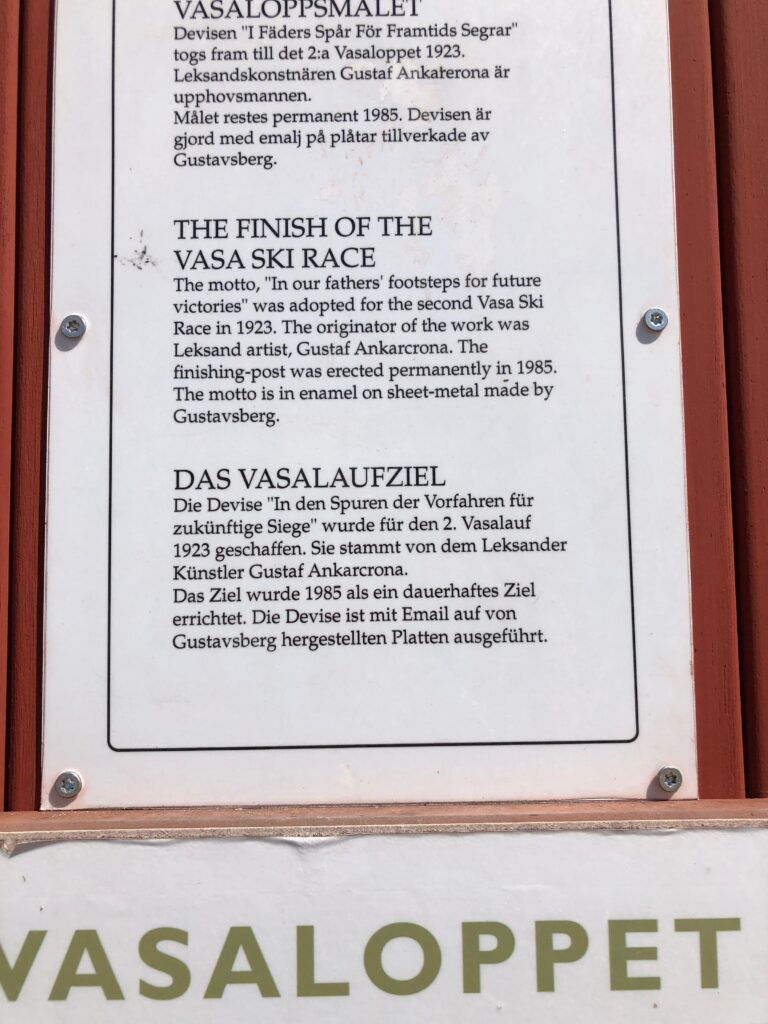 VASALOPPSMÅLET
Devisen "I Fäders Spår För Framtids Segrar"
togs fram till det 2:a Vasaloppet 1923.
Leksandskonstnären Gustaf Ankaterona är
upphovsmannen.
Målet restes permanent 1985. Devisen är
gjord med emalj på plåtar tillverkade av
Gustavsberg.
THE FINISH OF THE
VASA SKI RACE
The motto, "In our fathers' footsteps for future
victories" was adopted for the second Vasa Ski
Race in 1923. The originator of the work was
Leksand artist, Gustaf Ankarcrona. The
finishing-post was erected permanently in 1985.
The motto is in enamel on sheet-metal made by
Gustavsberg.
DAS VASALAUFZIEL
Die Devise "In den Spuren der Vorfahren für
zukünftige Siege" wurde für den 2. Vasalauf
1923 geschaffen. Sie stammt von dem Leksander
Künstler Gustaf Ankarcrona.
Das Ziel wurde 1985 als ein dauerhaftes Ziel
errichtet. Die Devise ist mit Email auf von
Gustavsberg hergestellten Platten ausgeführt.
VASALOPPET